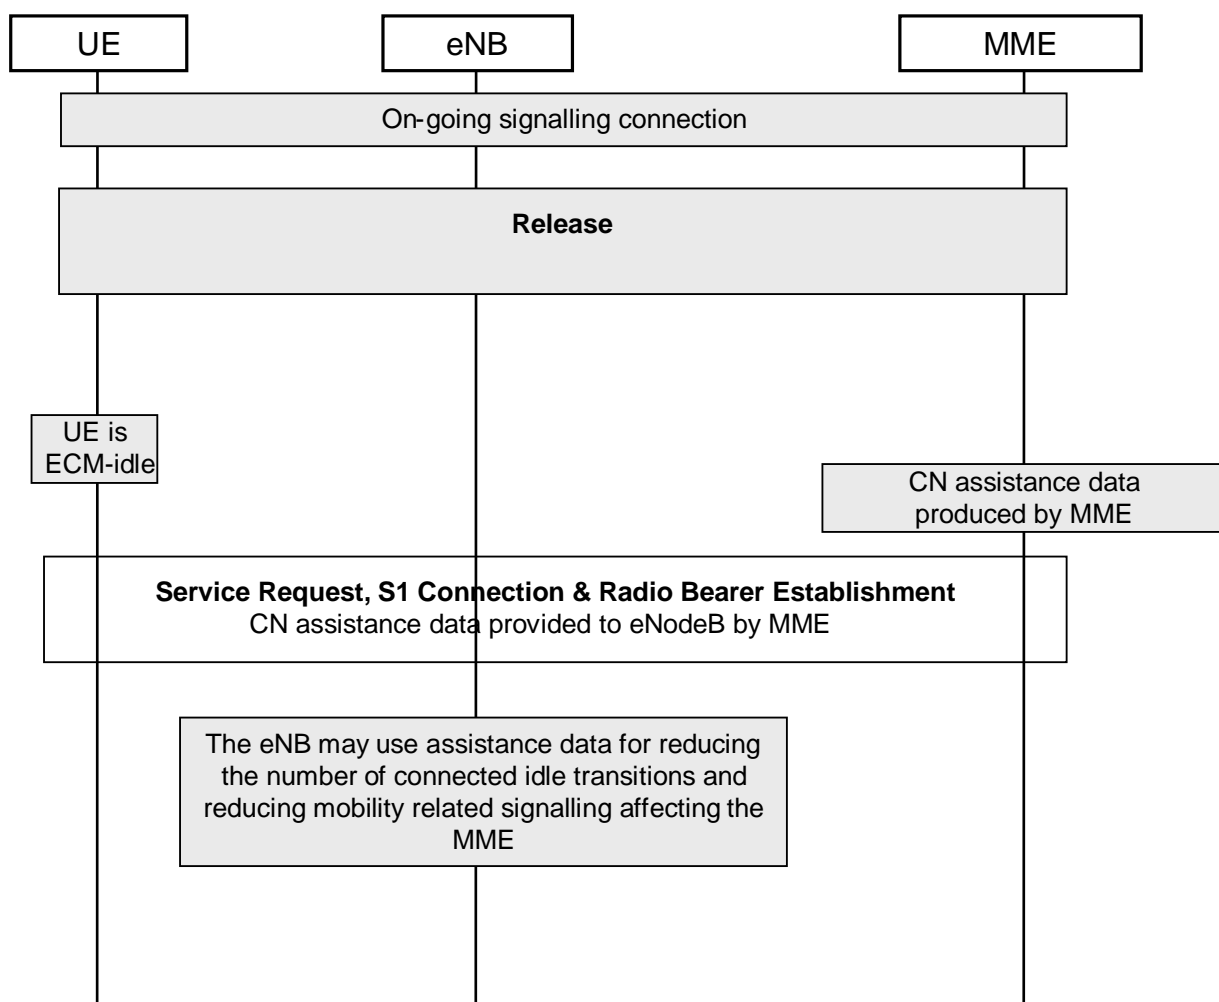 UE
eNB
MME
On-going signalling connection
Release
UE is
ECM-idle
CN assistance data
produced by MME
Service Request, S1 Connection & Radio Bearer Establishment
CN assistance data provided to eNodeB by MME
The eNB may use assistance data for reducing
the number of connected idle transitions and
reducing mobility related signalling affecting the
MME